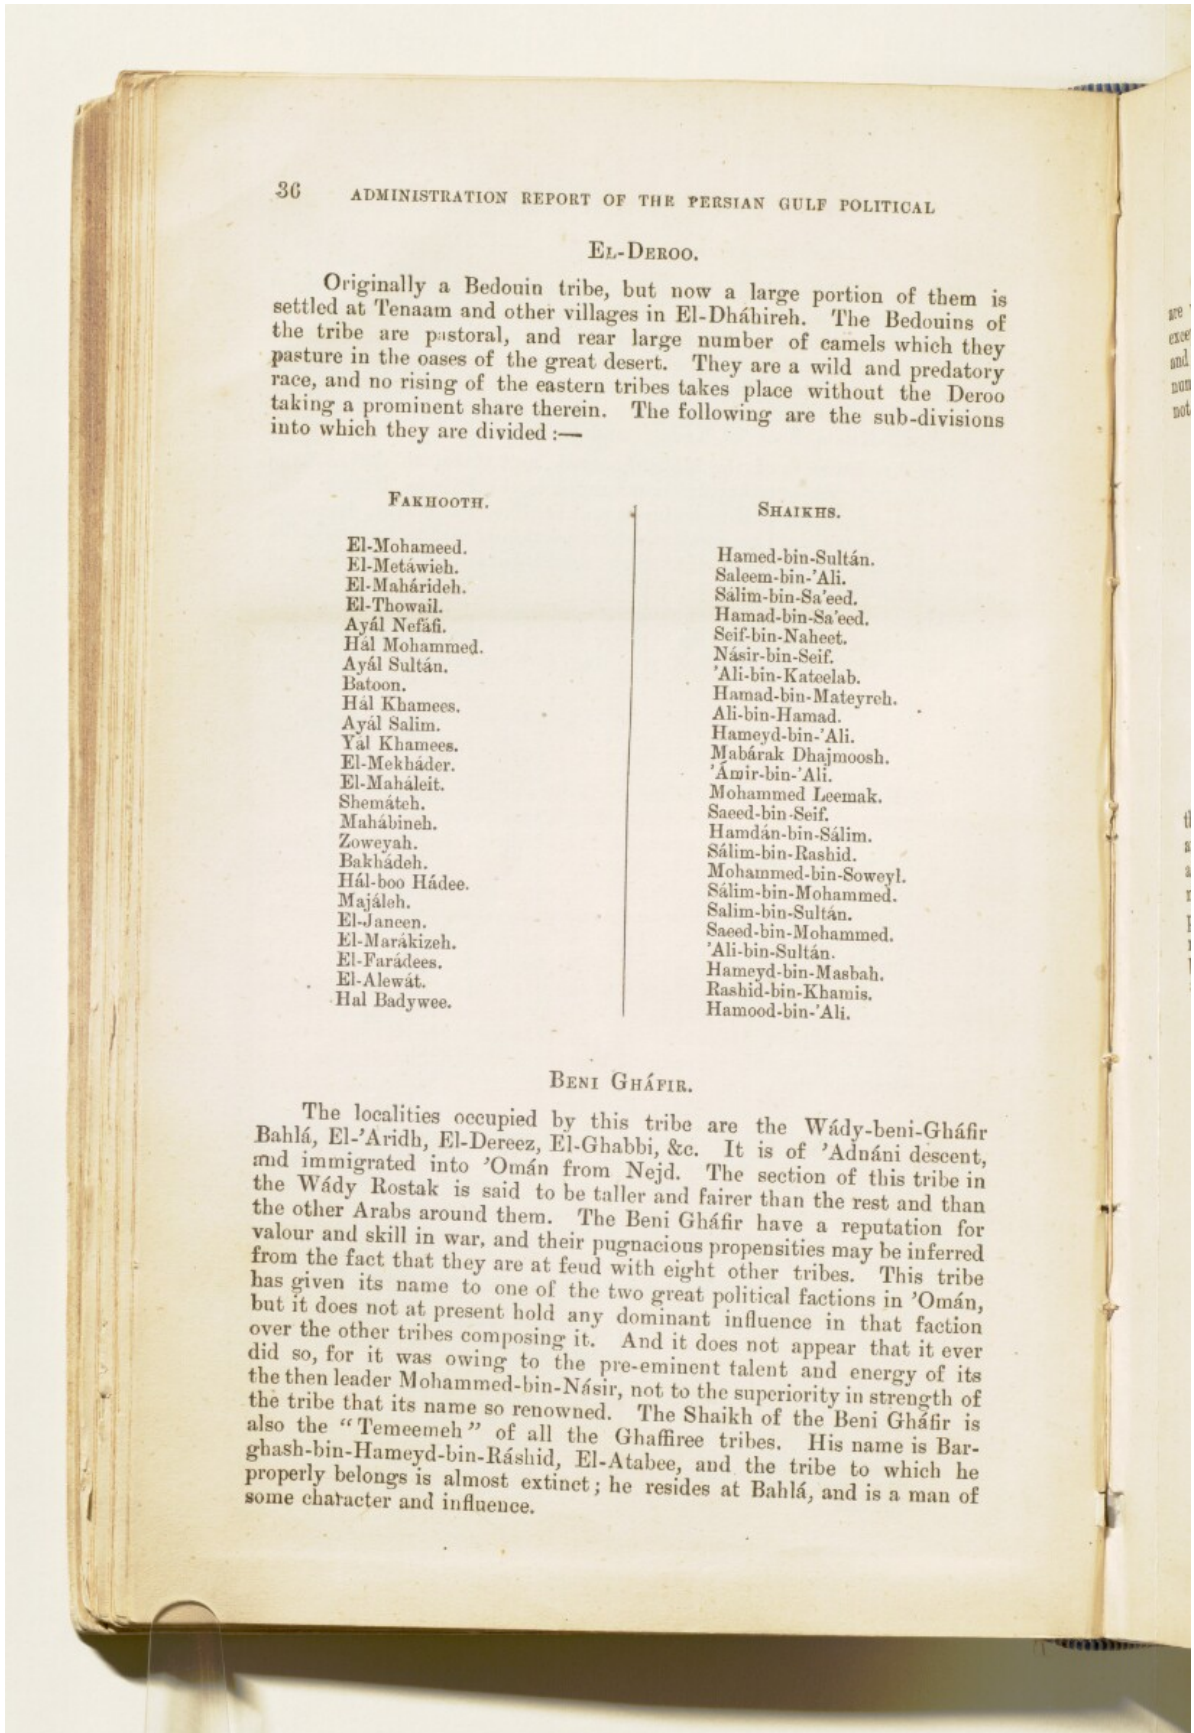 36 ADMINISTRATION REPORT OF THE PERSIAN GULF POLITICAL
EL-DEROO.
Originally a Bedouin tribe, but now a large portion of them is
settled at Tenaam and other villages in El-Dháhireh. The Bedouins of
the tribe are pastoral, and rear large number of camels which they
pasture in the oases of the great desert. They are a wild and predatory
race, and no rising of the eastern tribes takes place without the Deroo
taking a prominent share therein. The following are the sub-divisions
into which they are divided :—
FAKHOOTH.
El-Mohameed.
El-Metáwieh.
El-Mahárideh.
El-Thowail.
Ayál Nefáfi.
Hál Mohammed.
Ayál Sultán.
Batoon.
Hál Khamees.
Ayál Salim.
Yál Khamees.
El-Mekháder.
El-Maháleit.
Shemáteh.
Mahábineh.
Zoweyah.
Bakhádeh.
Hál-boo Hádee.
Majáleh.
El-Janeen.
El-Marákizeh.
El-Farádees.
El-Alewát.
Hal Badywee.
SHAIKHS.
Hamed-bin-Sultán.
Saleem-bin-'Ali.
Sálim-bin-Sa'eed.
Hamad-bin-Sa'eed.
Seif-bin-Naheet.
Násir-bin-Seif.
'Ali-bin-Kateelab.
Hamad-bin-Mateyreh.
Ali-bin-Hamad.
Hameyd-bin-'Ali.
Mabárak Dhajmoosh.
'Ámir-bin-'Ali.
Mohammed Leemak.
Saeed-bin-Seif.
Hamdán-bin-Sálim.
Sálim-bin-Rashid.
Mohammed-bin-Soweyl.
Sálim-bin-Mohammed.
Salim-bin-Sultán.
Saeed-bin-Mohammed.
'Ali-bin-Sultán.
Hameyd-bin-Masbah.
Rashid-bin-Khamis.
Hamood-bin-'Ali.
BENI GHÁFIR.
The localities occupied by this tribe are the Wády-beni-Gháfir
Bahlá, El-'Aridh, El-Dereez, El-Ghabbi, &c. It is of 'Adnáni descent,
and immigrated into 'Omán from Nejd. The section of this tribe in
the Wády Rostak is said to be taller and fairer than the rest and than
the other Arabs around them. The Beni Gháfir have a reputation for
valour and skill in war, and their pugnacious propensities may be inferred
from the fact that they are at feud with eight other tribes. This tribe
has given its name to one of the two great political factions in 'Omán,
but it does not at present hold any dominant influence in that faction
over the other tribes composing it. And it does not appear that it ever
did so, for it was owing to the pre-eminent talent and energy of its
the then leader Mohammed-bin-Násir, not to the superiority in strength of
the tribe that its name so renowned. The Shaikh of the Beni Gháfir is
also the "Temeemeh" of all the Ghaffiree tribes. His name is Bar-
ghash-bin-Hameyd-bin-Ráshid, El-Atabee, and the tribe to which he
properly belongs is almost extinct; he resides at Bahlá, and is a man of
some character and influence.